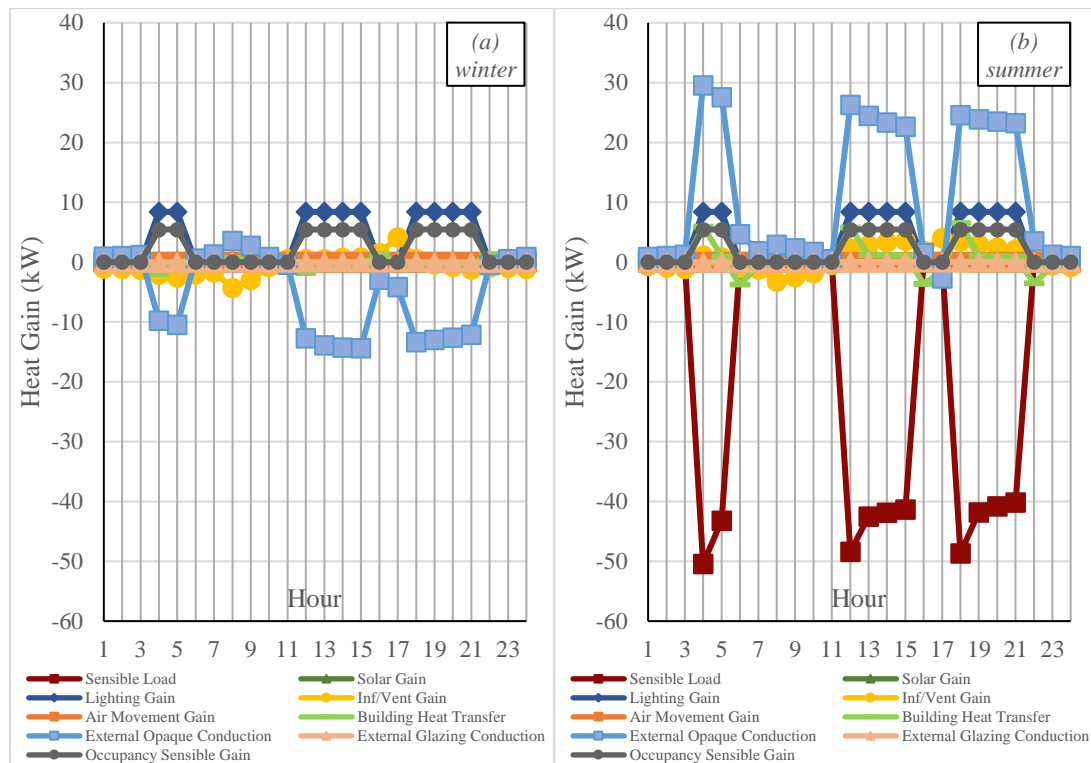 (a)
winter
40
30
20
10
0
-10
-20
-30
-40
-50
-60
Heat Gain (kW)
Hour
1 3 5 7 9 11 13 15 17 19 21 23
Sensible Load Solar Gain
Lighting Gain Inf/Vent Gain
Air Movement Gain Building Heat Transfer
External Opaque Conduction External Glazing Conduction
Occupancy Sensible Gain
(b)
summer
40
30
20
10
0
-10
-20
-30
-40
-50
-60
Heat Gain (kW)
Hour
1 3 5 7 9 11 13 15 17 19 21 23
Sensible Load Solar Gain
Lighting Gain Inf/Vent Gain
Air Movement Gain Building Heat Transfer
External Opaque Conduction External Glazing Conduction
Occupancy Sensible Gain